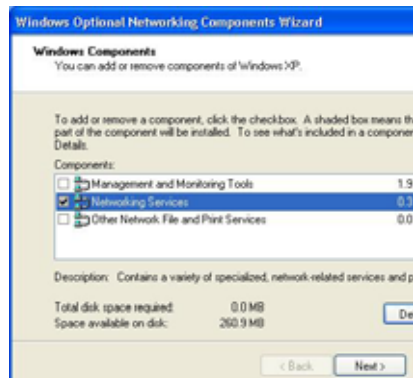 Windows Optional Networking Components Wizard
Windows Components
You can add or remove components of Windows XP.
To add or remove a component, click the checkbox. A shaded box means th
part of the component will be installed. To see what's included in a componen
Details.
Components:
Management and Monitoring Tools 1.9
Networking Services 0.3
Other Network File and Print Services 0.0
Description: Contains a variety of specialized, network-related services and p
Total disk space required: 0.0 MB
Space available on disk: 260.9 MB
De
< Back Next >